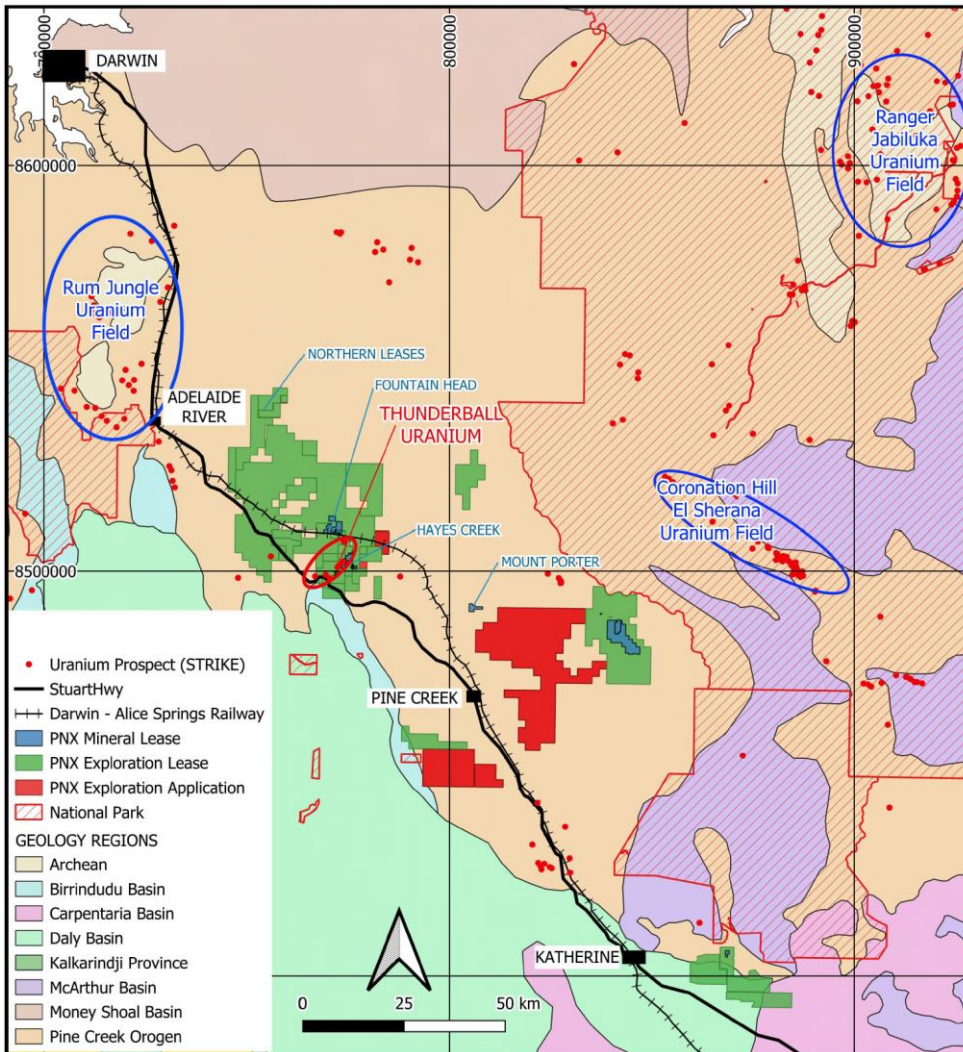 700000
800000
900000
DARWIN
Ranger
Jabiluka
Uranium
Field
8600000
Rum Jungle
Uranium
Field
NORTHERN LEASES
FOUNTAIN HEAD
ADELAIDE
RIVER
THUNDERBALL
URANIUM
Coronation Hill
El Sherana
Uranium Field
HAYES CREEK
MOUNT PORTER
8500000
PINE CREEK
KATHERINE
Uranium Prospect (STRIKE)
StuartHwy
Darwin - Alice Springs Railway
PNX Mineral Lease
PNX Exploration Lease
PNX Exploration Application
National Park
GEOLOGY REGIONS
Archean
Birrindudu Basin
Carpentaria Basin
Daly Basin
Kalkarindji Province
McArthur Basin
Money Shoal Basin
Pine Creek Orogen
0 25 50 km